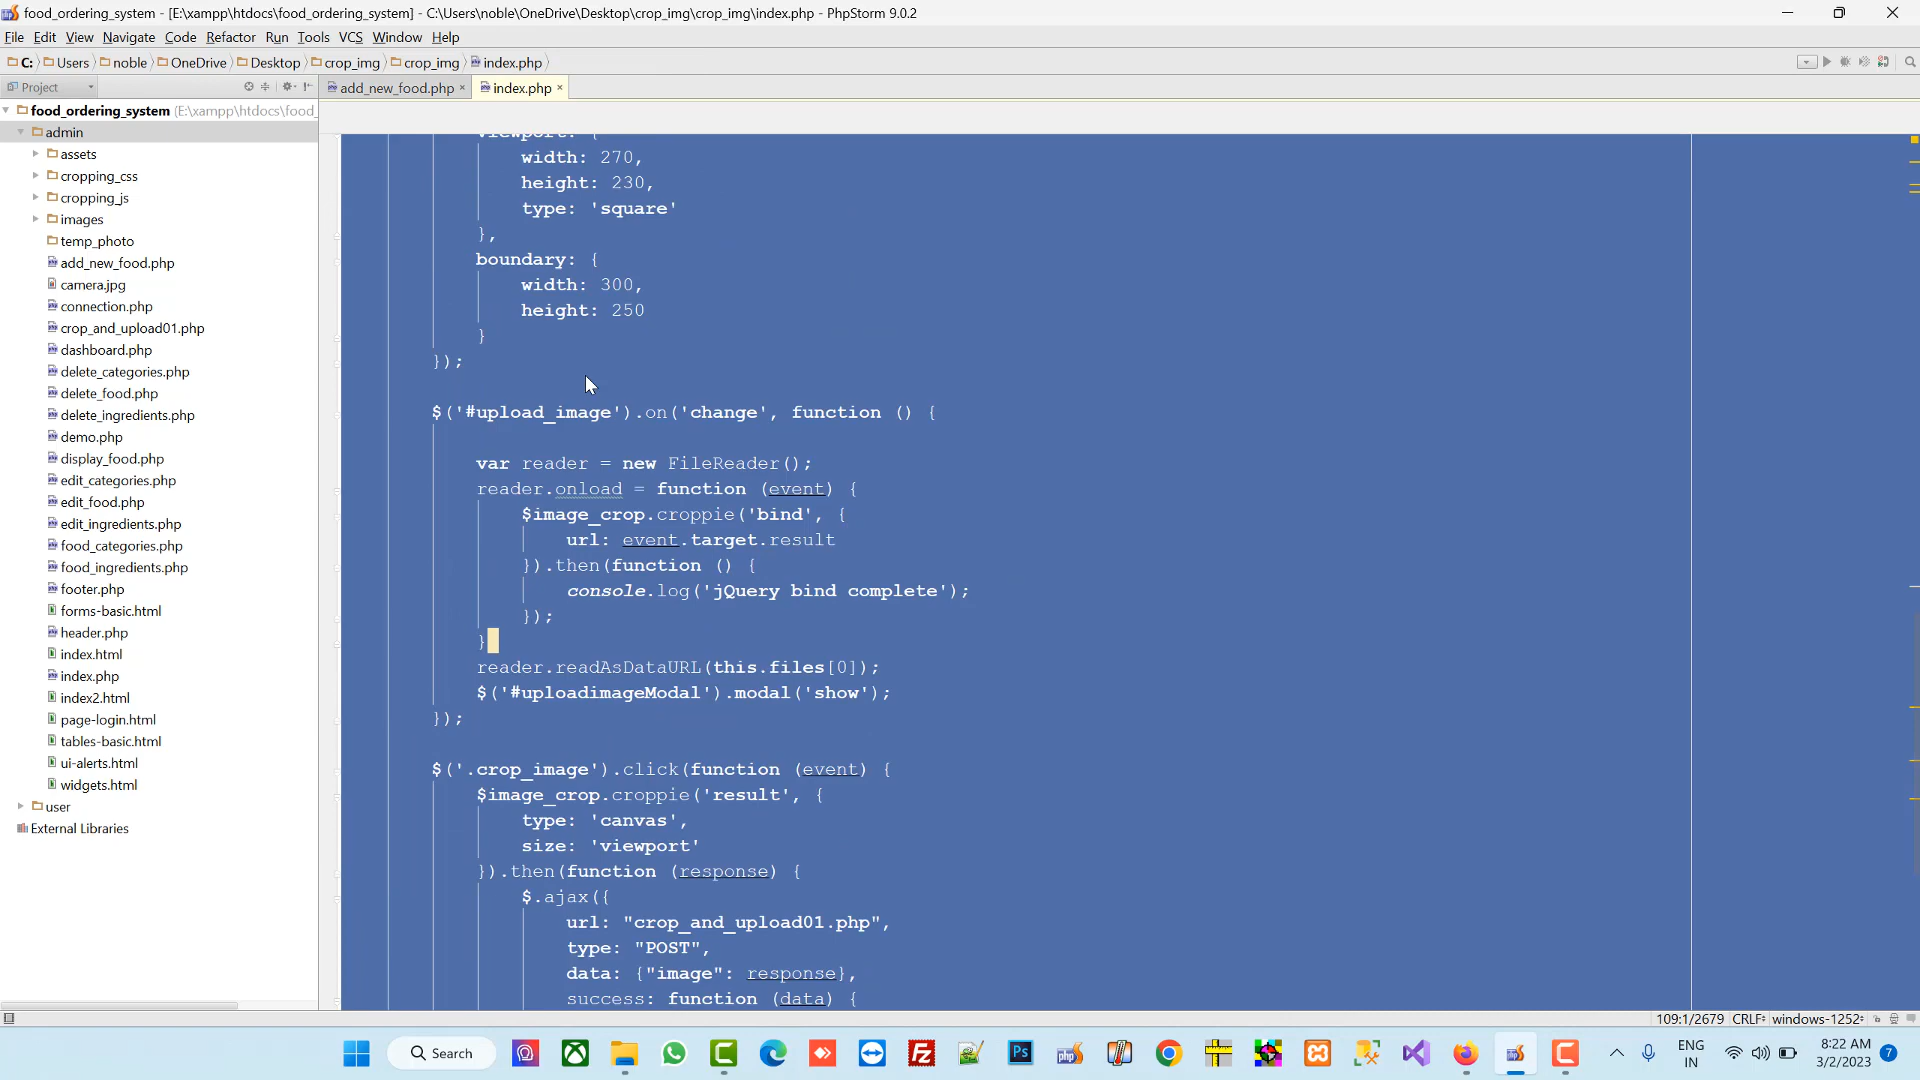 food_ordering_system - [E:\xampp\htdocs\food_ordering_system] - C:\Users\noble\OneDrive\Desktop\crop_img\crop_img\index.php - PhpStorm 9.0.2
File Edit View Navigate Code Refactor Run Tools VCS Window Help
C: Users noble OneDrive Desktop crop_img crop_img index.php
Project
add_new_food.php index.php
food_ordering_system (E:\xampp\htdocs\food_
admin
assets
cropping_css
cropping_js
images
temp_photo
add_new_food.php
camera.jpg
connection.php
crop_and_upload01.php
dashboard.php
delete_categories.php
delete_food.php
delete_ingredients.php
demo.php
display_food.php
edit_categories.php
edit_food.php
edit_ingredients.php
food_categories.php
food_ingredients.php
footer.php
forms-basic.html
header.php
index.html
index.php
index2.html
page-login.html
tables-basic.html
ui-alerts.html
widgets.html
user
External Libraries
viewport: {
width: 270,
height: 230,
type: 'square'
},
boundary: {
width: 300,
height: 250
}
});
$('#upload_image').on('change', function () {
var reader = new FileReader();
reader.onload = function (event) {
$image_crop.croppie('bind', {
url: event.target.result
}).then(function () {
console.log('jQuery bind complete');
});
}
reader.readAsDataURL(this.files[0]);
$('#uploadimageModal').modal('show');
});
$('.crop_image').click(function (event) {
$image_crop.croppie('result', {
type: 'canvas',
size: 'viewport'
}).then(function (response) {
$.ajax({
url: "crop_and_upload01.php",
type: "POST",
data: {"image": response},
success: function (data) {
109:1/2679 CRLF windows-1252
Search
ENG
IN
8:22 AM
3/2/2023
7